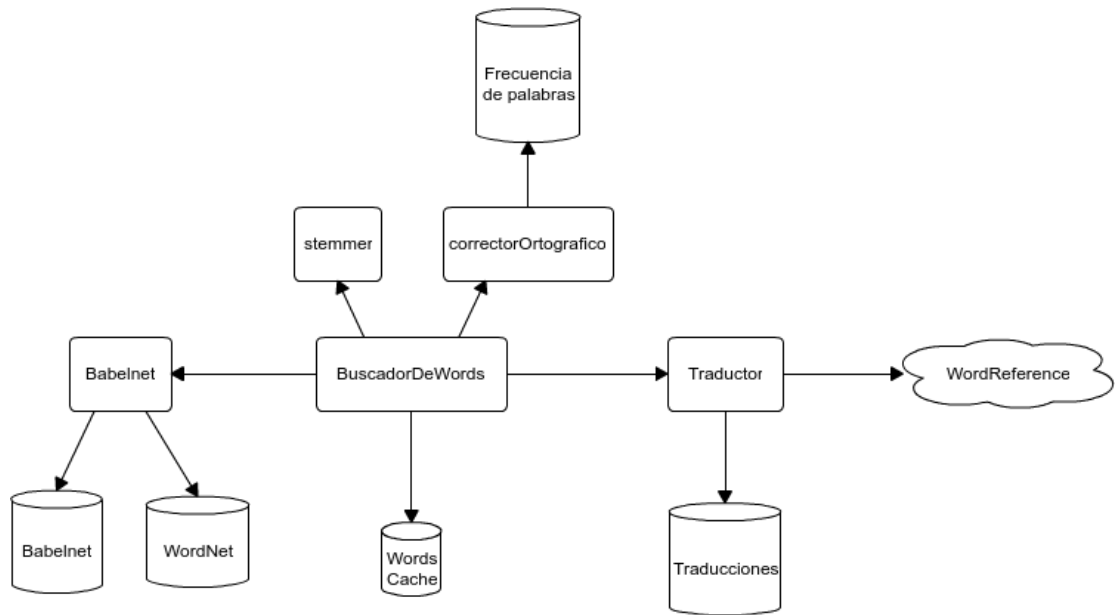 Frecuencia
de palabras
stemmer
correctorOrtografico
Babelnet
BuscadorDeWords
Traductor
WordReference
Babelnet
WordNet
Words
Cache
Traducciones